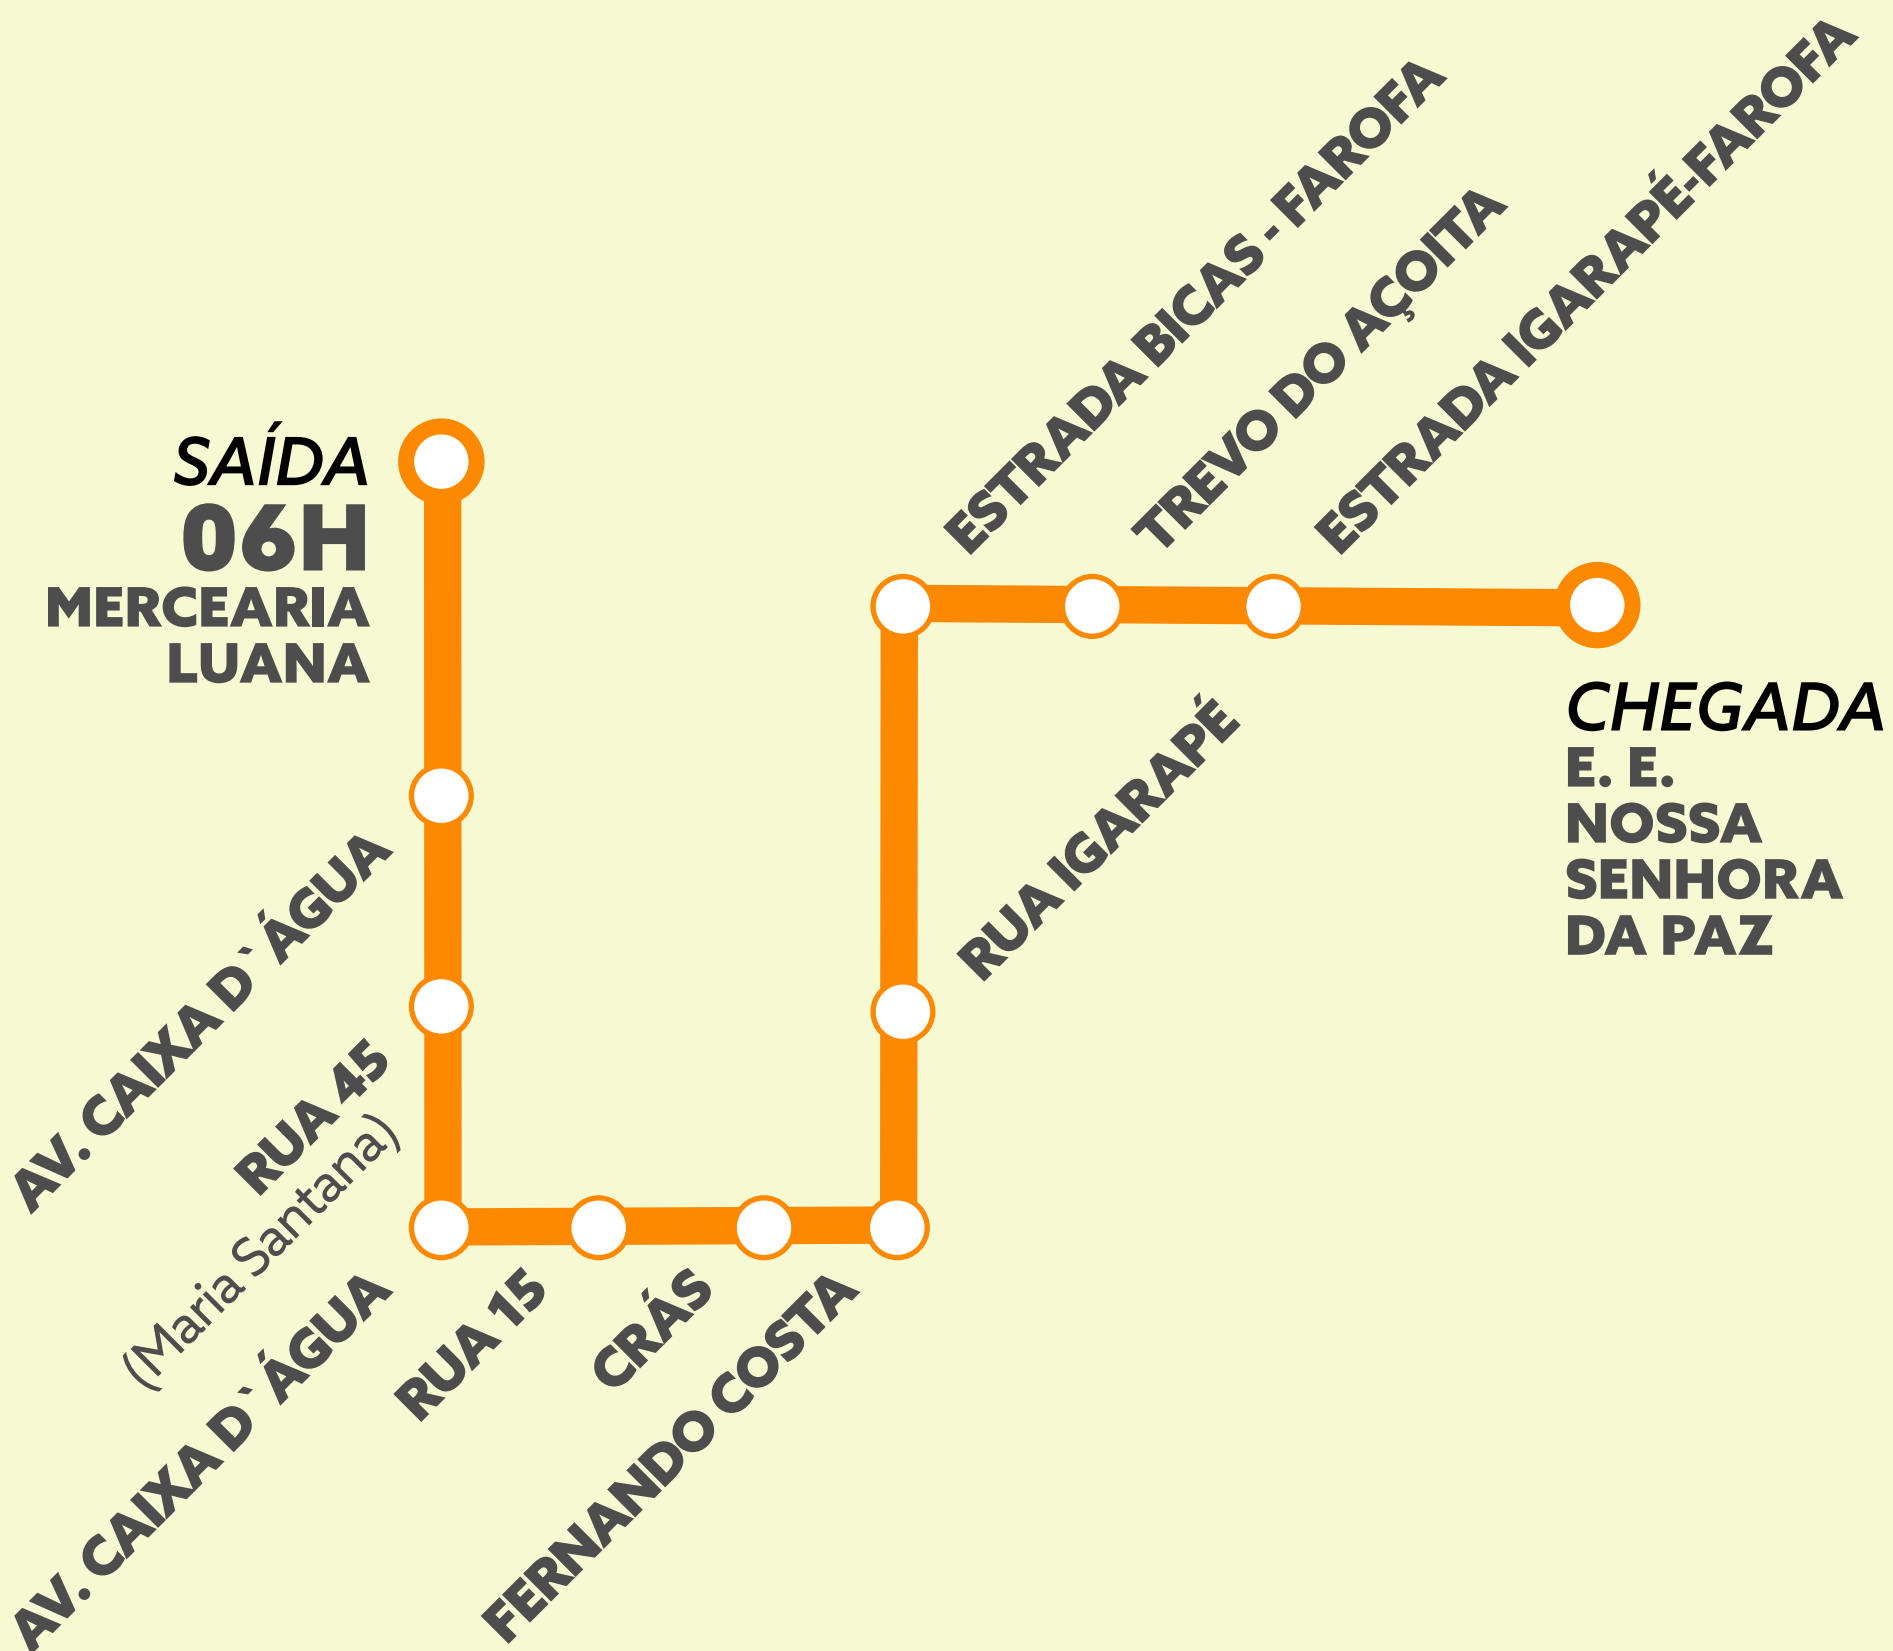 SAÍDA
06H
MERCEARIA
LUANA
AV. CAIXA D`ÁGUA
RUA 45
(Maria Santana)
AV. CAIXA D`ÁGUA
RUA 15
CRÁS
FERNANDO COSTA
RUA IGARAPÉ
ESTRADA BICAS - FAROFA
TREVO DO AÇOITA
ESTRADA IGARAPÉ-FAROFA
CHEGADA
E. E.
NOSSA
SENHORA
DA PAZ